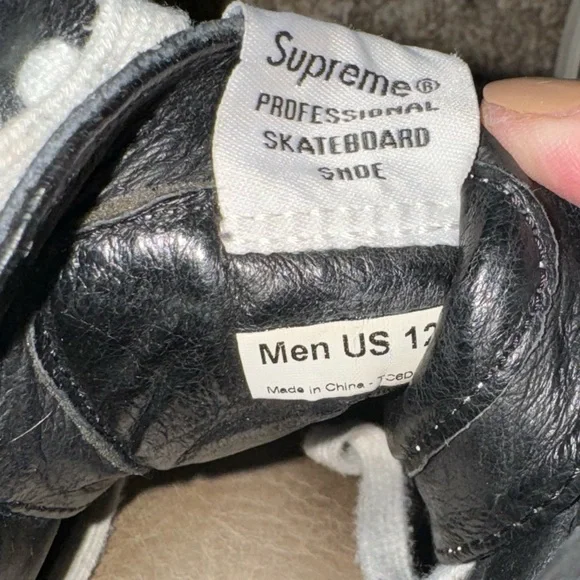 Supreme®
PROFESSIONAL
SKATEBOARD
SHOE
Men US 12
Made in China -